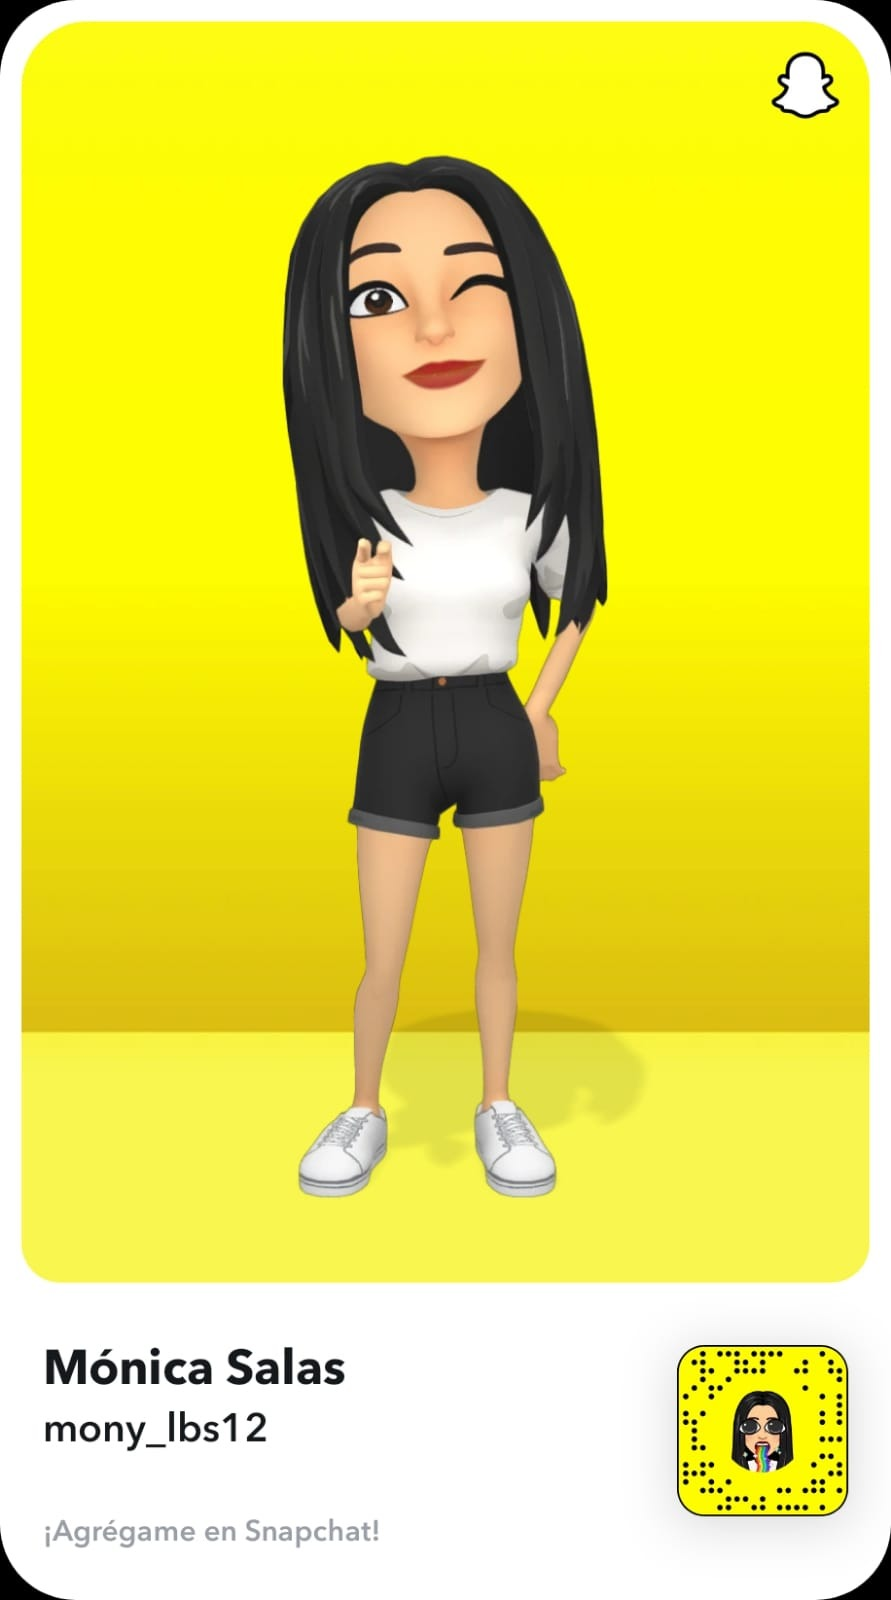 Mónica Salas
mony_lbs12
¡Agrégame en Snapchat!